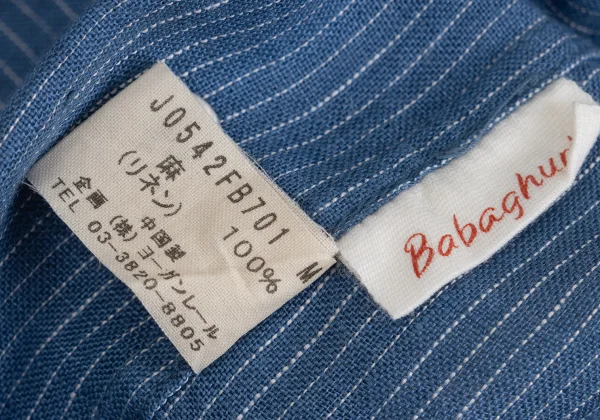 J0542FB701 M
麻 100%
(リネン)
中国製
企画 (株) ヨーガンレール
TEL 03-3820-8805
Babaghuri